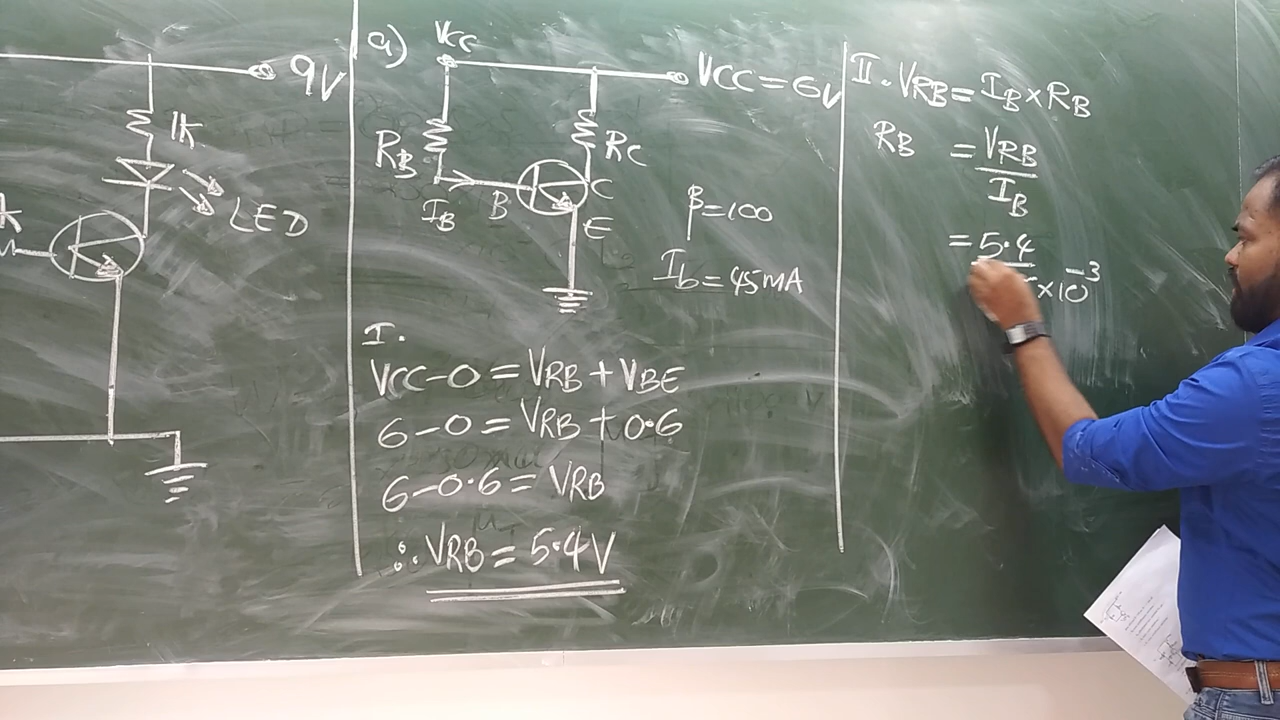 9V
1K
LED
K
a)
VCC
VCC = 6V
RB
RC
IB
B
C
E
β=100
Ib = 45mA
I.
VCC-0 = VRB + VBE
6-0 = VRB + 0.6
6-0.6 = VRB
∴ VRB = 5.4V
II. VRB = IB × RB
RB = VRB
IB
= 5.4
×10⁻³